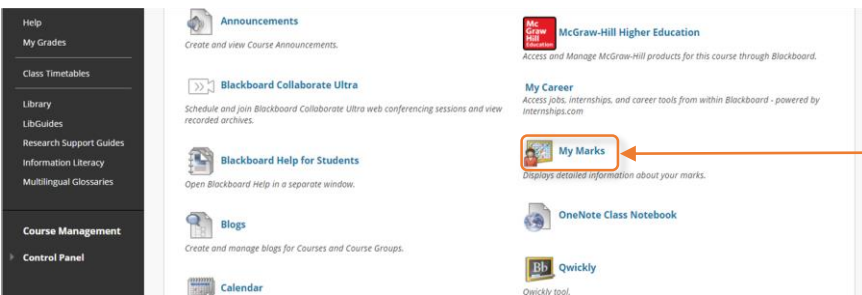 Help
My Grades
Class Timetables
Library
LibGuides
Research Support Guides
Information Literacy
Multilingual Glossaries
Course Management
Control Panel
Announcements
Create and view Course Announcements.
Blackboard Collaborate Ultra
Schedule and join Blackboard Collaborate Ultra web conferencing sessions and view
recorded archives.
Blackboard Help for Students
Open Blackboard Help in a separate window.
Blogs
Create and manage blogs for Courses and Course Groups.
Calendar
Mc
Graw
Hill
Education
McGraw-Hill Higher Education
Access and Manage McGraw-Hill products for this course through Blackboard.
My Career
Access jobs, internships, and career tools from within Blackboard - powered by
Internships.com
My Marks
Displays detailed information about your marks.
OneNote Class Notebook
Bb
Qwickly
Qwickly tool.